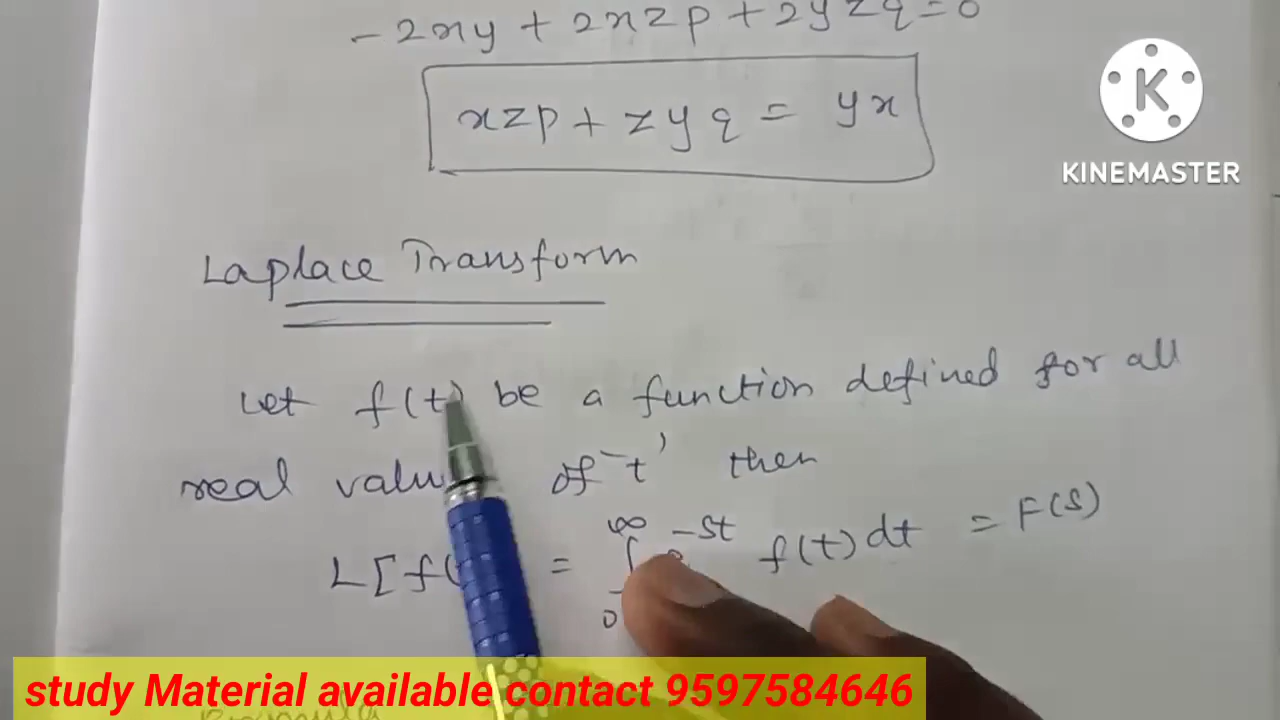 - 2xy + 2xzp + 2yzq = 0
xzp + zyq = yx
K
KINEMASTER
Laplace Transform
Let f(t) be a function defined for all
real of 't' then
L[f( = ∫₀^∞ e^-st f(t) dt = F(s)
study Material available contact 9597584646